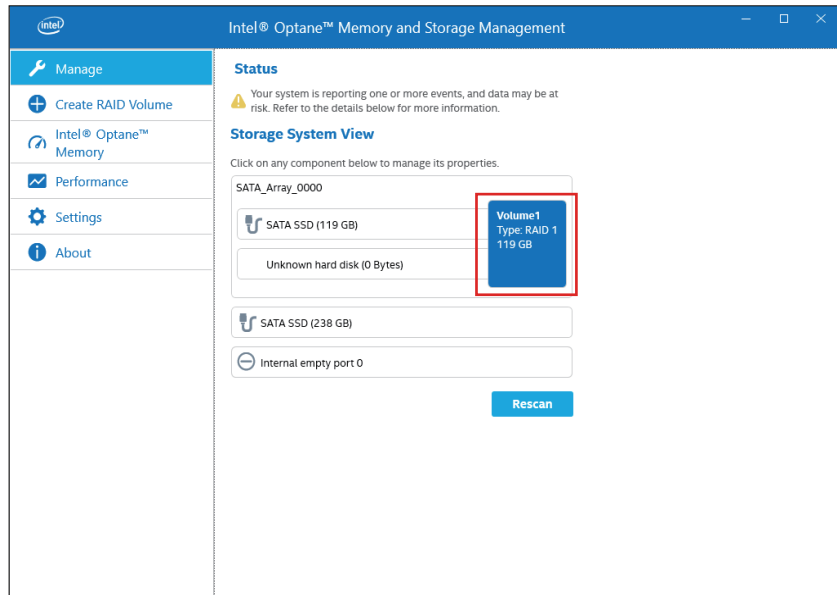 intel
Intel® Optane™ Memory and Storage Management
Manage
Create RAID Volume
Intel® Optane™
Memory
Performance
Settings
About
Status
Your system is reporting one or more events, and data may be at
risk. Refer to the details below for more information.
Storage System View
Click on any component below to manage its properties.
SATA_Array_0000
SATA SSD (119 GB)
Unknown hard disk (0 Bytes)
Volume1
Type: RAID 1
119 GB
SATA SSD (238 GB)
Internal empty port 0
Rescan